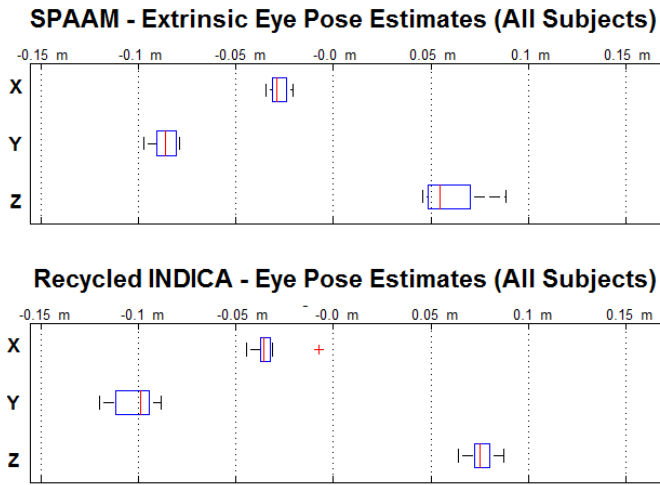 SPAAM - Extrinsic Eye Pose Estimates (All Subjects)
-0.15 m -0.1 m -0.05 m -0.0 m 0.05 m 0.1 m 0.15 m
X
Y
Z
Recycled INDICA - Eye Pose Estimates (All Subjects)
-0.15 m -0.1 m -0.05 m -0.0 m 0.05 m 0.1 m 0.15 m
X
Y
Z